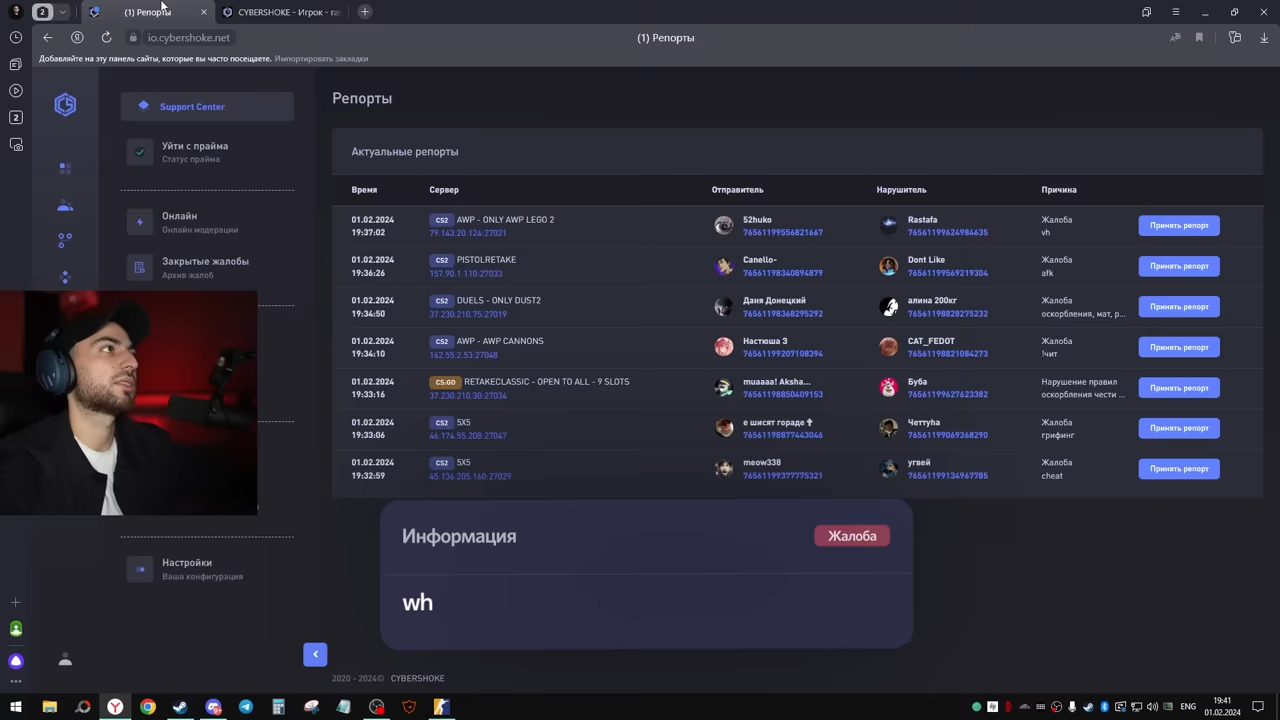 2
(1) Репорты
CYBERSHOKE - Игрок - га
io.cybershoke.net
(1) Репорты
Добавляйте на эту панель сайты, которые вы часто посещаете. Импортировать закладки
2
Support Center
Уйти с прайма
Статус прайма
Онлайн
Онлайн модерации
Закрытые жалобы
Архив жалоб
Настройки
Ваша конфигурация
Репорты
Актуальные репорты
Время Сервер Отправитель Нарушитель Причина
01.02.2024 CS2 AWP - ONLY AWP LEGO 2 52huko Rastafa Жалоба
19:37:02 79.143.20.124:27021 76561199556821667 76561199624984635 vh
Принять репорт
01.02.2024 CS2 PISTOLRETAKE Canello- Dont Like Жалоба
19:36:26 157.90.1.110:27033 76561198340894879 76561199569219304 afk
Принять репорт
01.02.2024 CS2 DUELS - ONLY DUST2 Даня Донецкий алина 200кг Жалоба
19:34:50 37.230.210.75:27019 76561198368295292 76561198828275232 оскорбления, мат, р...
Принять репорт
01.02.2024 CS2 AWP - AWP CANNONS Настюша 3 CAT_FEDOT Жалоба
19:34:10 162.55.2.53:27048 76561199207108394 76561198821084273 !чит
Принять репорт
01.02.2024 CS:GO RETAKECLASSIC - OPEN TO ALL - 9 SLOTS muaaaa! Aksha... Буба Нарушение правил
19:33:16 37.230.210.30:27034 76561198850409153 76561199627623382 оскорбления чести ...
Принять репорт
01.02.2024 CS2 5X5 е шисят гораде✟ Четтуha Жалоба
19:33:06 46.174.55.208:27047 76561198877443046 76561199069368290 грифинг
Принять репорт
01.02.2024 CS2 5X5 meow338 угвей Жалоба
19:32:59 45.136.205.160:27029 76561199377775321 76561199134967785 cheat
Принять репорт
Информация Жалоба
wh
2020 - 2024© CYBERSHOKE
19:41
01.02.2024